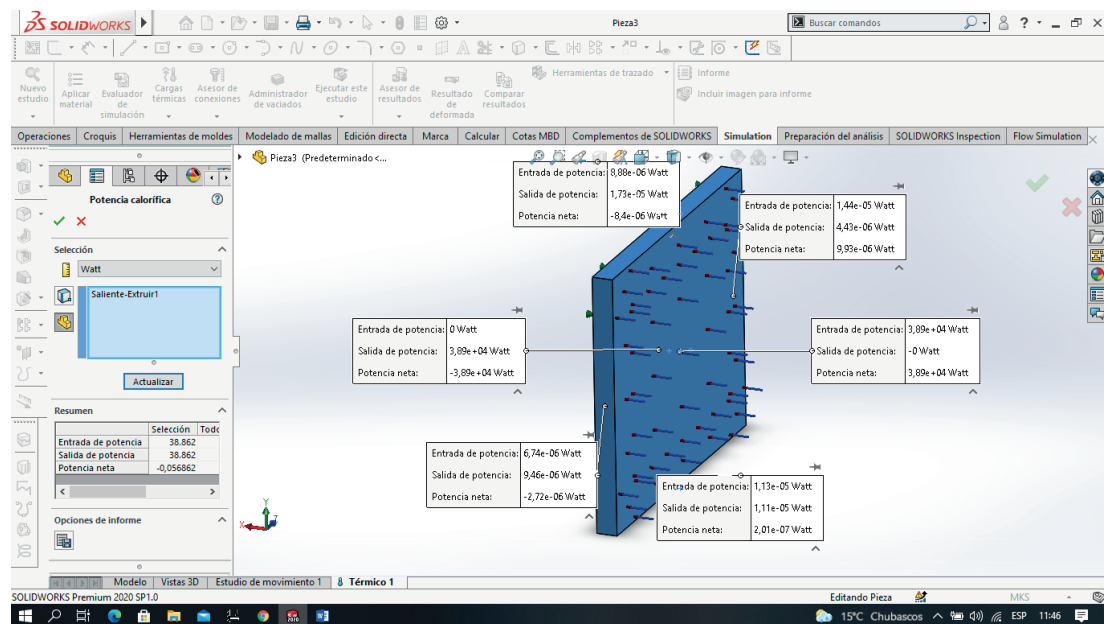 SOLIDWORKS
Pieza3
Buscar comandos
Nuevo estudio
Aplicar material
Evaluador de simulación
Cargas térmicas
Asesor de conexiones
Administrador de vaciados
Ejecutar este estudio
Asesor de resultados
Resultado de deformada
Comparar resultados
Herramientas de trazado
Informe
Incluir imagen para informe
Operaciones Croquis Herramientas de moldes Modelado de mallas Edición directa Marca Calcular Cotas MBD Complementos de SOLIDWORKS Simulation Preparación del análisis SOLIDWORKS Inspection Flow Simulation
Pieza3 (Predeterminado<...
Potencia calorífica
Selección
Watt
Saliente-Extruir1
Actualizar
Resumen
Selección Todc
Entrada de potencia 38.862
Salida de potencia 38.862
Potencia neta -0,056862
Opciones de informe
Entrada de potencia: 8,88e-06 Watt
Salida de potencia: 1,73e-05 Watt
Potencia neta: -8,4e-06 Watt
Entrada de potencia: 1,44e-05 Watt
Salida de potencia: 4,43e-06 Watt
Potencia neta: 9,93e-06 Watt
Entrada de potencia: 0 Watt
Salida de potencia: 3,89e+04 Watt
Potencia neta: -3,89e+04 Watt
Entrada de potencia: 3,89e+04 Watt
Salida de potencia: -0 Watt
Potencia neta: 3,89e+04 Watt
Entrada de potencia: 6,74e-06 Watt
Salida de potencia: 9,46e-06 Watt
Potencia neta: -2,72e-06 Watt
Entrada de potencia: 1,13e-05 Watt
Salida de potencia: 1,11e-05 Watt
Potencia neta: 2,01e-07 Watt
Y
X
Z
Modelo Vistas 3D Estudio de movimiento 1 Térmico 1
SOLIDWORKS Premium 2020 SP1.0
Editando Pieza
MKS
15°C Chubascos
ESP
11:46